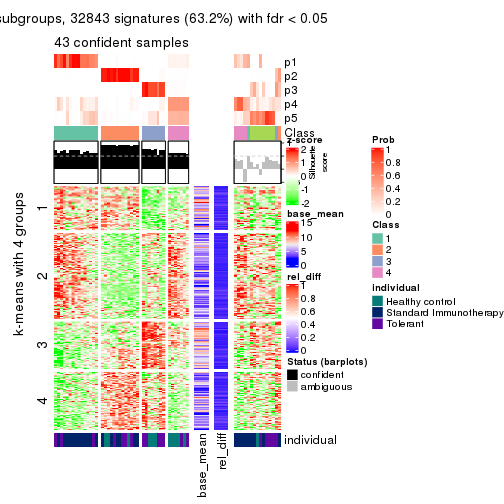 subgroups, 32843 signatures (63.2%) with fdr < 0.05
43 confident samples
p1
p2
p3
p4
p5
Class
z-score
2
1
0
-1
-2
Silhouette
score
base_mean
15
10
5
0
rel_diff
1
0.8
0.6
0.4
0.2
0
Status (barplots)
confident
ambiguous
Prob
1
0.8
0.6
0.4
0.2
0
Class
1
2
3
4
individual
Healthy control
Standard Immunotherapy
Tolerant
k-means with 4 groups
1
2
3
4
individual
base_mean
rel_diff